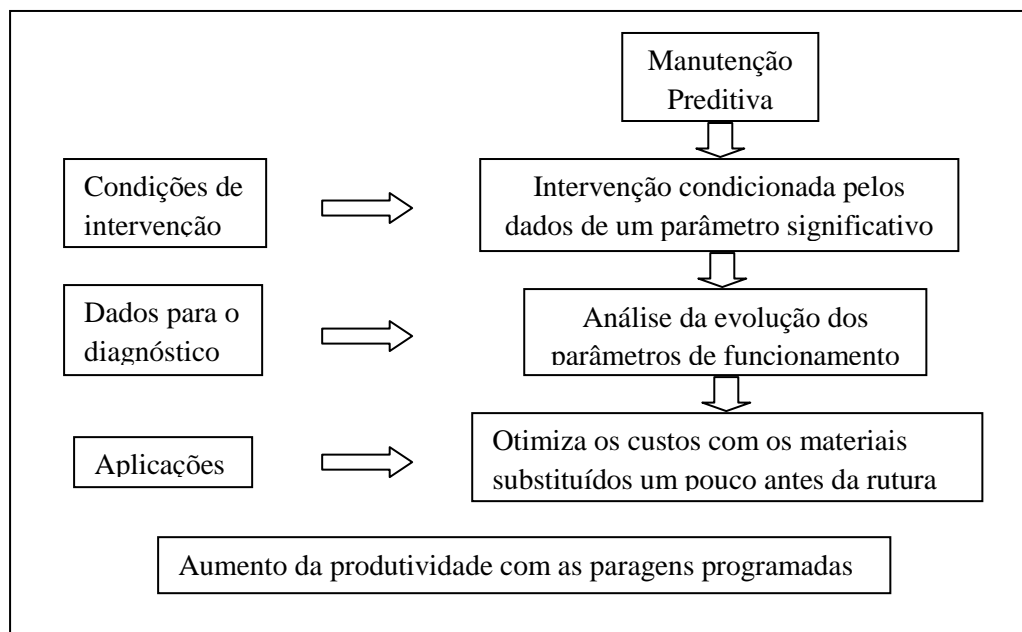 Manutenção
Preditiva
Condições de
intervenção
Intervenção condicionada pelos
dados de um parâmetro significativo
Dados para o
diagnóstico
Análise da evolução dos
parâmetros de funcionamento
Aplicações
Otimiza os custos com os materiais
substituídos um pouco antes da rutura
Aumento da produtividade com as paragens programadas